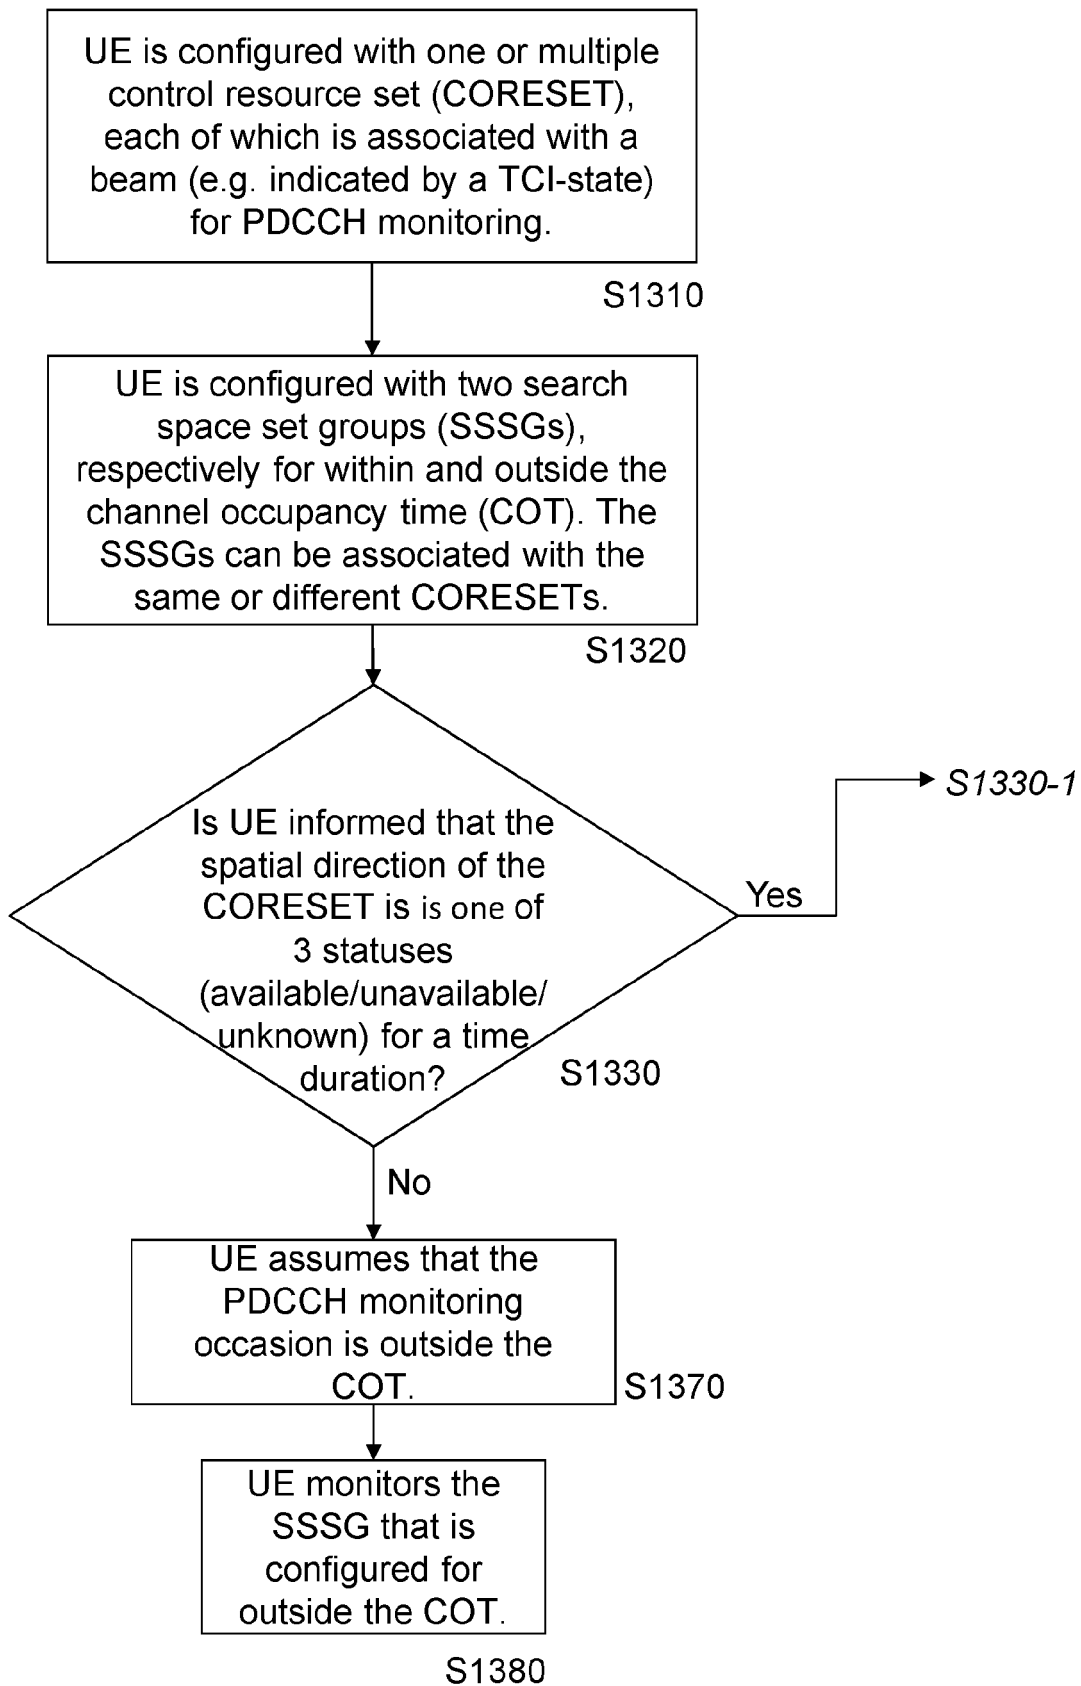 UE is configured with one or multiple
control resource set (CORESET),
each of which is associated with a
beam (e.g. indicated by a TCI-state)
for PDCCH monitoring.
S1310
UE is configured with two search
space set groups (SSSGs),
respectively for within and outside the
channel occupancy time (COT). The
SSSGs can be associated with the
same or different CORESETs.
S1320
Is UE informed that the
spatial direction of the
CORESET is is one of
3 statuses
(available/unavailable/
unknown) for a time
duration?
S1330
Yes
S1330-1
No
UE assumes that the
PDCCH monitoring
occasion is outside the
COT.
S1370
UE monitors the
SSSG that is
configured for
outside the COT.
S1380